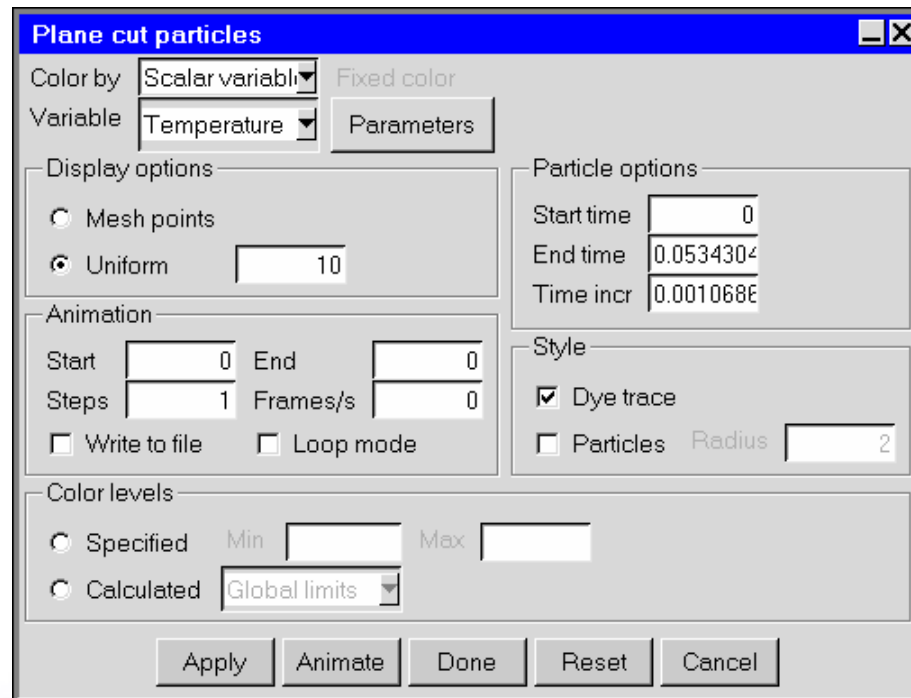 Plane cut particles
Color by Scalar variable Fixed color
Variable Temperature Parameters
Display options
Mesh points
Uniform 10
Particle options
Start time 0
End time 0.0534304
Time incr 0.0010686
Animation
Start 0 End 0
Steps 1 Frames/s 0
Write to file Loop mode
Style
Dye trace
Particles Radius 2
Color levels
Specified Min Max
Calculated Global limits
Apply Animate Done Reset Cancel